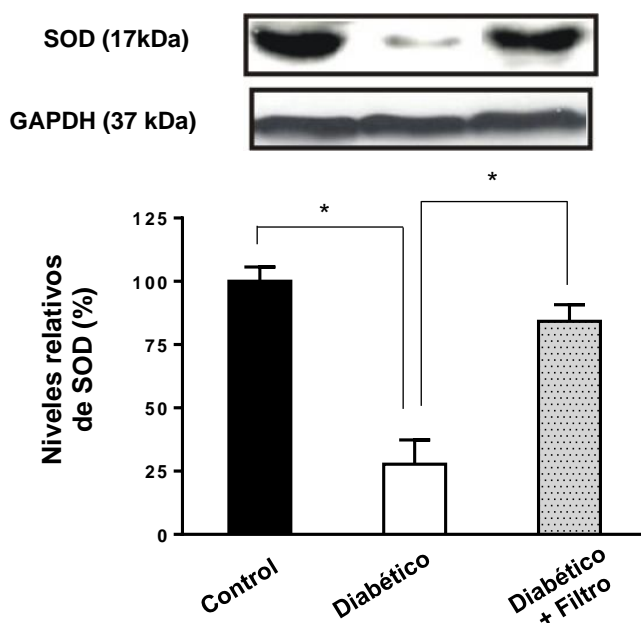 SOD (17kDa)
GAPDH (37 kDa)
Niveles relativos
de SOD (%)
125
100
75
50
25
0
*
*
Control
Diabético
Diabético
+ Filtro